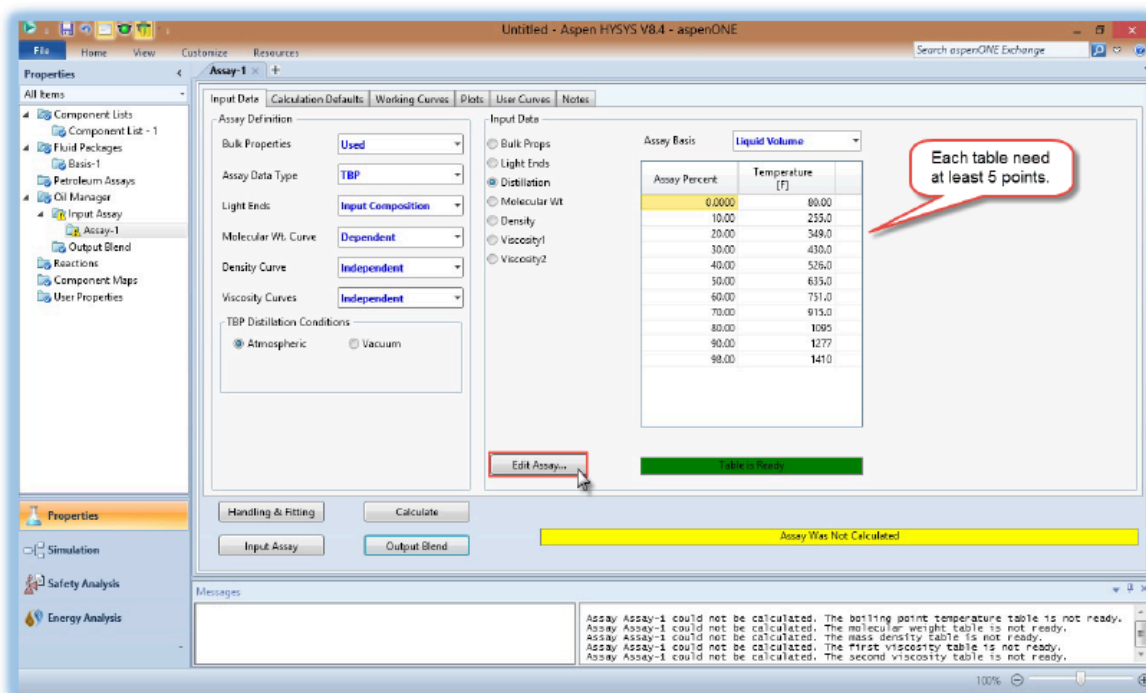 Untitled - Aspen HYSYS V8.4 - aspenONE
File Home View Customize Resources
Search aspenONE Exchange
Properties
All Items
Component Lists
Component List - 1
Fluid Packages
Basis-1
Petroleum Assays
Oil Manager
Input Assay
Assay-1
Output Blend
Reactions
Component Maps
User Properties
Properties
Simulation
Safety Analysis
Energy Analysis
Assay-1
Input Data Calculation Defaults Working Curves Plots User Curves Notes
Assay Definition
Bulk Properties Used
Assay Data Type TBP
Light Ends Input Composition
Molecular Wt. Curve Dependent
Density Curve Independent
Viscosity Curves Independent
TBP Distillation Conditions
Atmospheric Vacuum
Input Data
Bulk Props
Light Ends
Distillation
Molecular Wt
Density
Viscosity1
Viscosity2
Edit Assay...
Assay Basis Liquid Volume
Assay Percent Temperature [F]
0.0000 80.00
10.00 255.0
20.00 349.0
30.00 430.0
40.00 526.0
50.00 635.0
60.00 751.0
70.00 915.0
80.00 1095
90.00 1277
98.00 1410
Table is Ready
Each table need
at least 5 points.
Handling & Fitting Calculate
Input Assay Output Blend
Assay Was Not Calculated
Messages
Assay Assay-1 could not be calculated. The boiling point temperature table is not ready.
Assay Assay-1 could not be calculated. The molecular weight table is not ready.
Assay Assay-1 could not be calculated. The mass density table is not ready.
Assay Assay-1 could not be calculated. The first viscosity table is not ready.
Assay Assay-1 could not be calculated. The second viscosity table is not ready.
100%